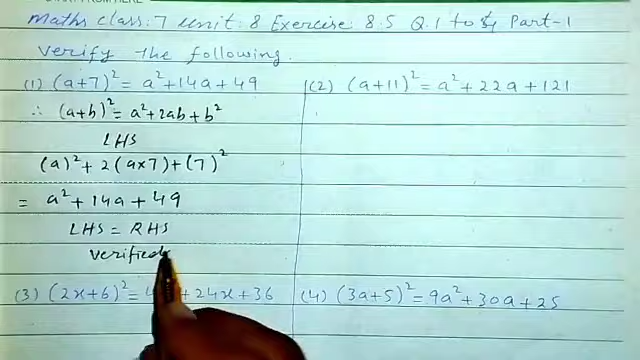 Maths class: 7 unit: 8 Exercise: 8.5 Q.1 to 4 Part-1
Verify the following.
(1) (a+7)² = a²+14a+49
∴ (a+b)² = a²+2ab+b²
LHS
(a)²+2(a×7)+(7)²
= a²+14a+49
LHS = RHS
verified
(2) (a+11)² = a²+22a+121
(3) (2x+6)² = 4 +24x+36
(4) (3a+5)² = 9a²+30a+25